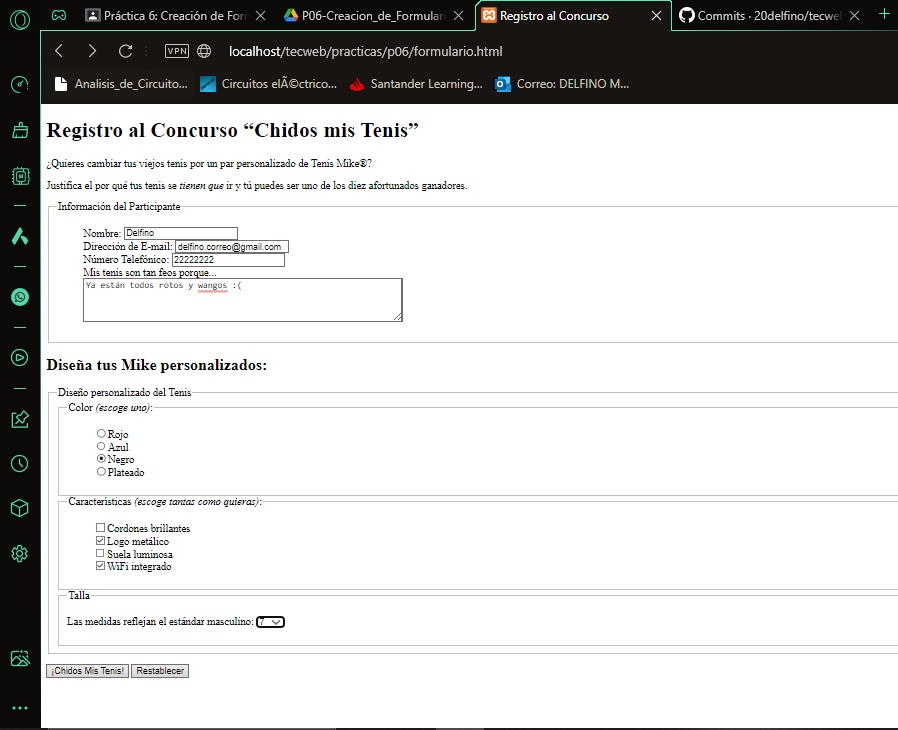 Práctica 6: Creación de For
P06-Creacion_de_Formular
Registro al Concurso
Commits · 20delfino/tecwe
VPN
localhost/tecweb/practicas/p06/formulario.html
Analisis_de_Circuito...
Circuitos elÃ©ctrico...
Santander Learning...
Correo: DELFINO M...
Registro al Concurso “Chidos mis Tenis”
¿Quieres cambiar tus viejos tenis por un par personalizado de Tenis Mike®?
Justifica el por qué tus tenis se tienen que ir y tú puedes ser uno de los diez afortunados ganadores.
Información del Participante
Nombre: Delfino
Dirección de E-mail: delfino.correo@gmail.com
Número Telefónico: 22222222
Mis tenis son tan feos porque...
Ya están todos rotos y wangos :(
Diseña tus Mike personalizados:
Diseño personalizado del Tenis
Color (escoge uno):
Rojo
Azul
Negro
Plateado
Características (escoge tantas como quieras):
Cordones brillantes
Logo metálico
Suela luminosa
WiFi integrado
Talla
Las medidas reflejan el estándar masculino: 7
¡Chidos Mis Tenis! Restablecer